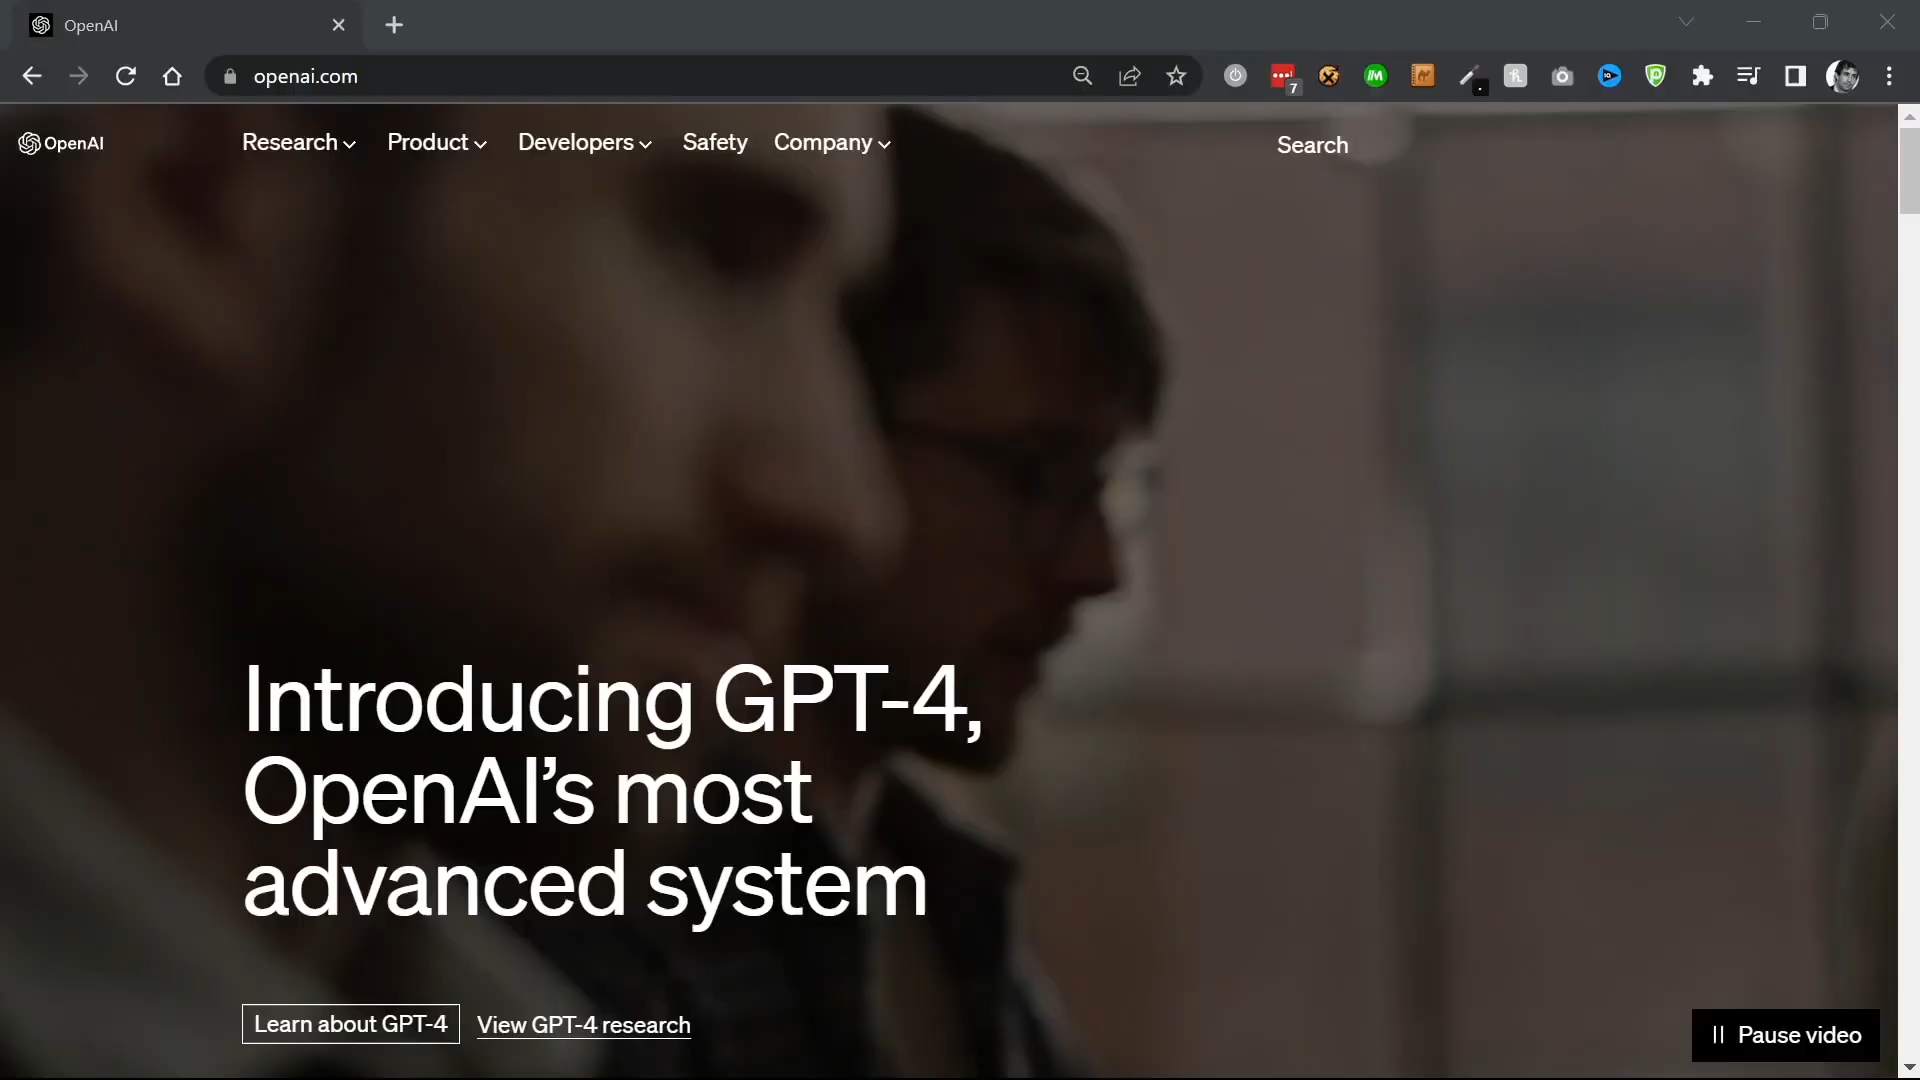 OpenAI
openai.com
7
OpenAI
Research
Product
Developers
Safety
Company
Search
Introducing GPT-4,
OpenAI’s most
advanced system
Learn about GPT-4
View GPT-4 research
Pause video